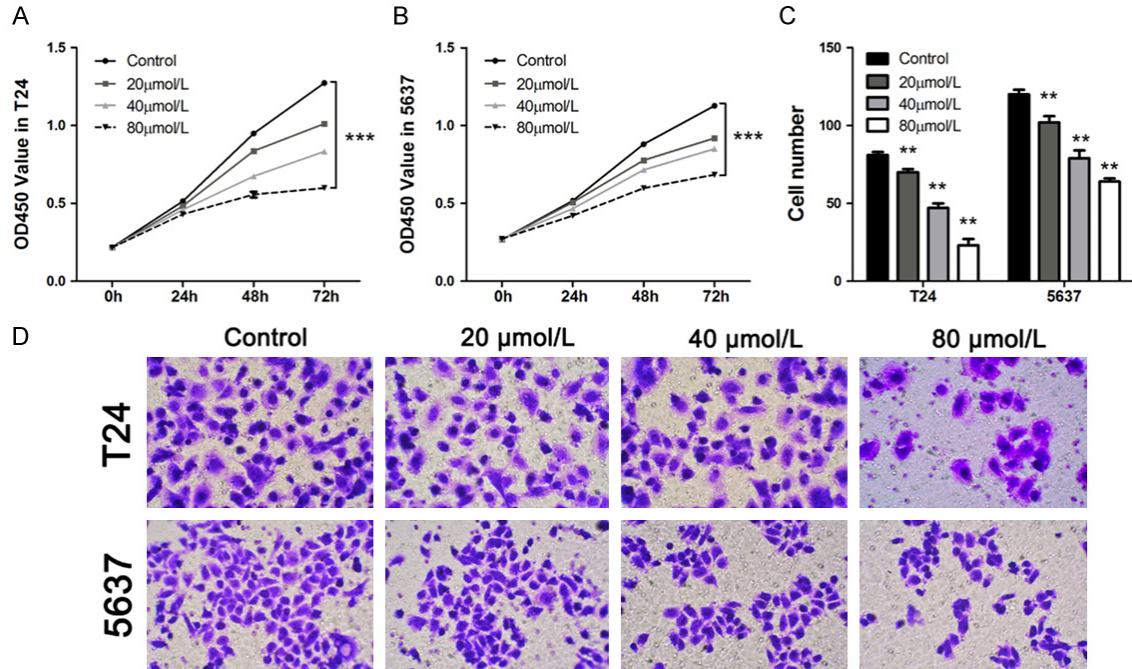 A
OD450 Value in T24
1.5
1.0
0.5
0.0
Control
20μmol/L
40μmol/L
80μmol/L
***
0h 24h 48h 72h
B
OD450 Value in 5637
1.5
1.0
0.5
0.0
Control
20μmol/L
40μmol/L
80μmol/L
***
0h 24h 48h 72h
C
Cell number
150
100
50
0
Control
20μmol/L
40μmol/L
80μmol/L
** ** **
** ** **
T24 5637
D
Control 20 μmol/L 40 μmol/L 80 μmol/L
T24
5637